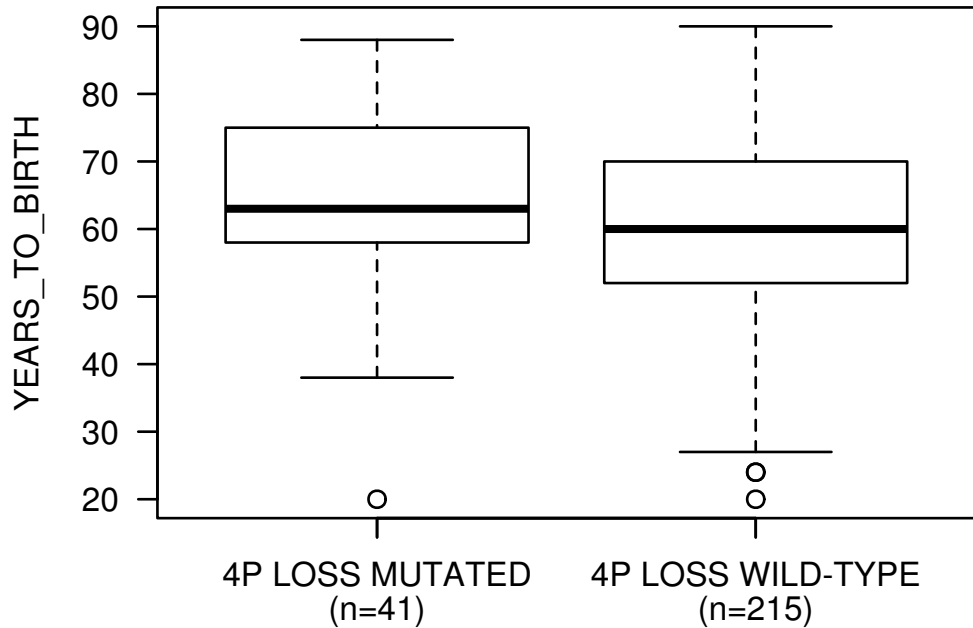 YEARS_TO_BIRTH
90
80
70
60
50
40
30
20
4P LOSS MUTATED
(n=41)
4P LOSS WILD-TYPE
(n=215)